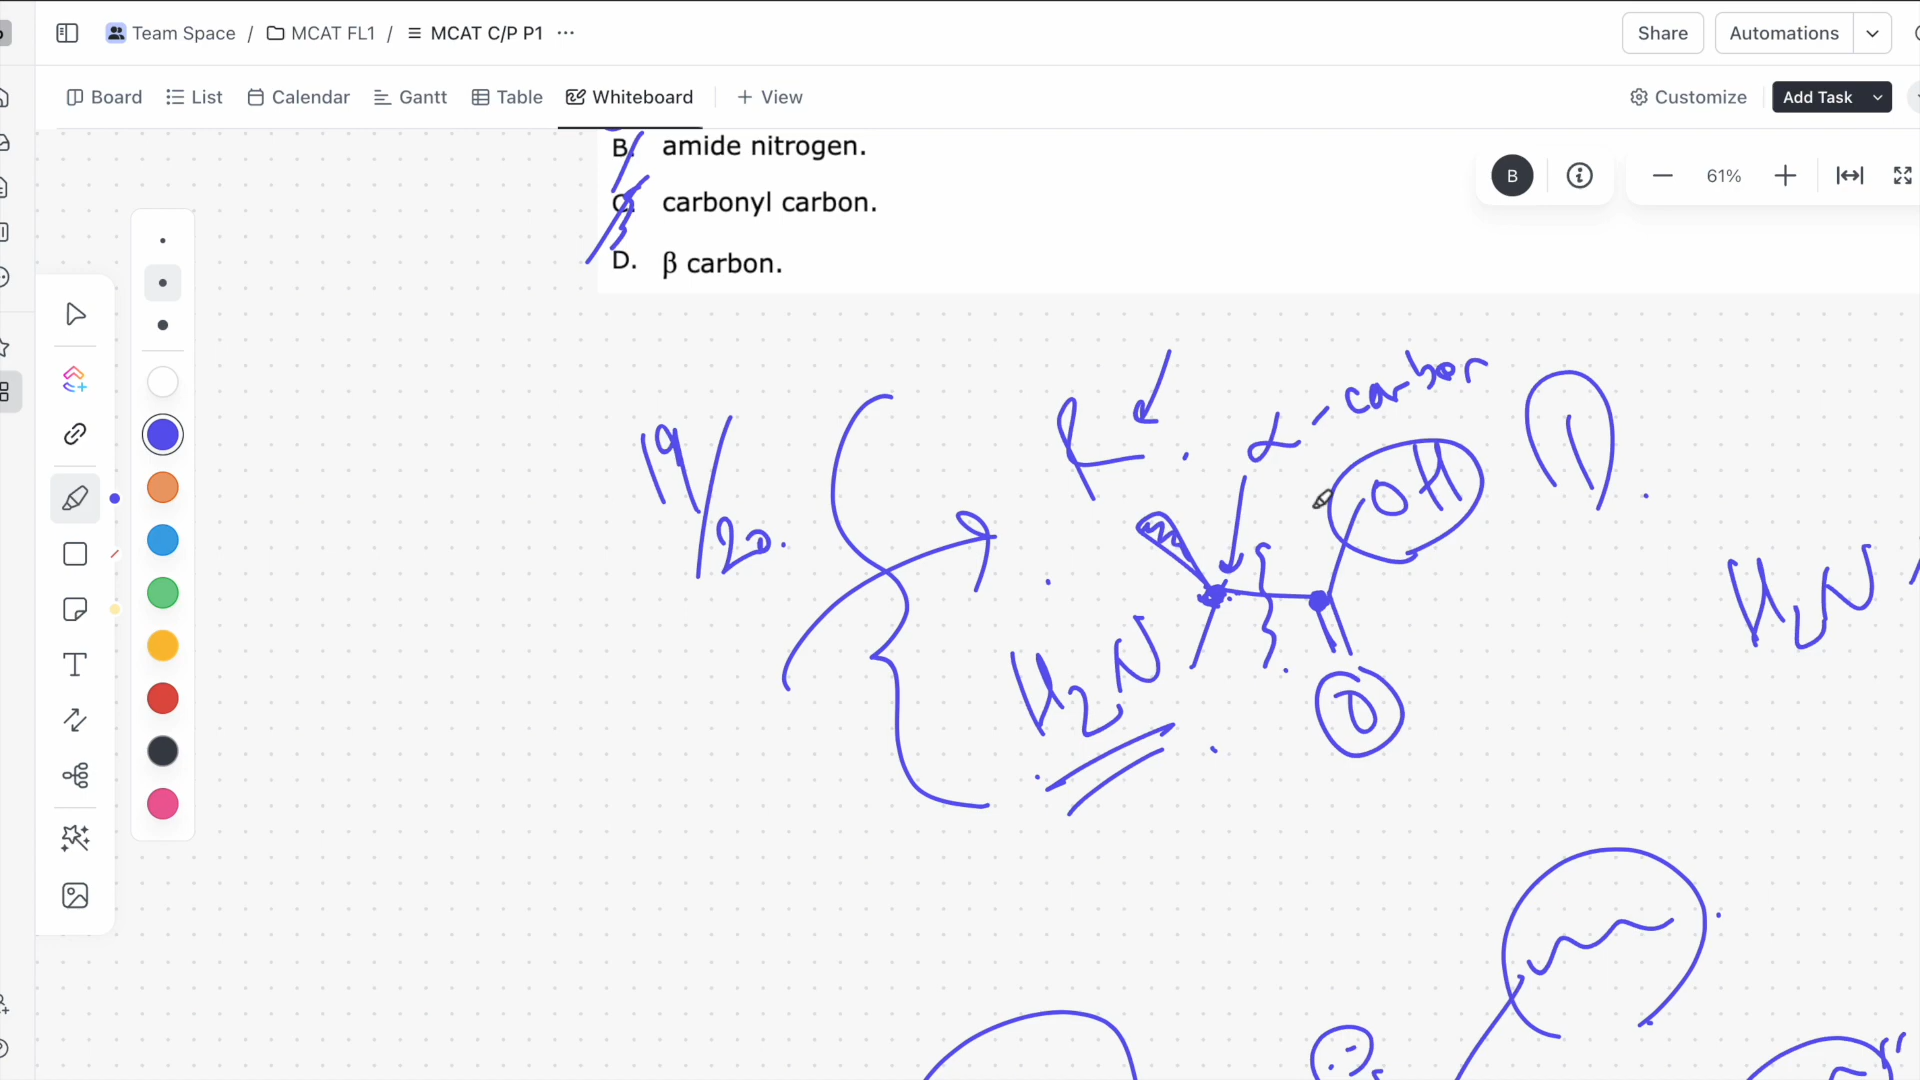 Team Space / MCAT FL1 / MCAT C/P P1 ...
Share Automations
Board List Calendar Gantt Table Whiteboard + View
Customize Add Task
B. amide nitrogen.
C. carbonyl carbon.
D. β carbon.
B 61%
R
α - carbon
OH
19/20.
H2N
O
H2N